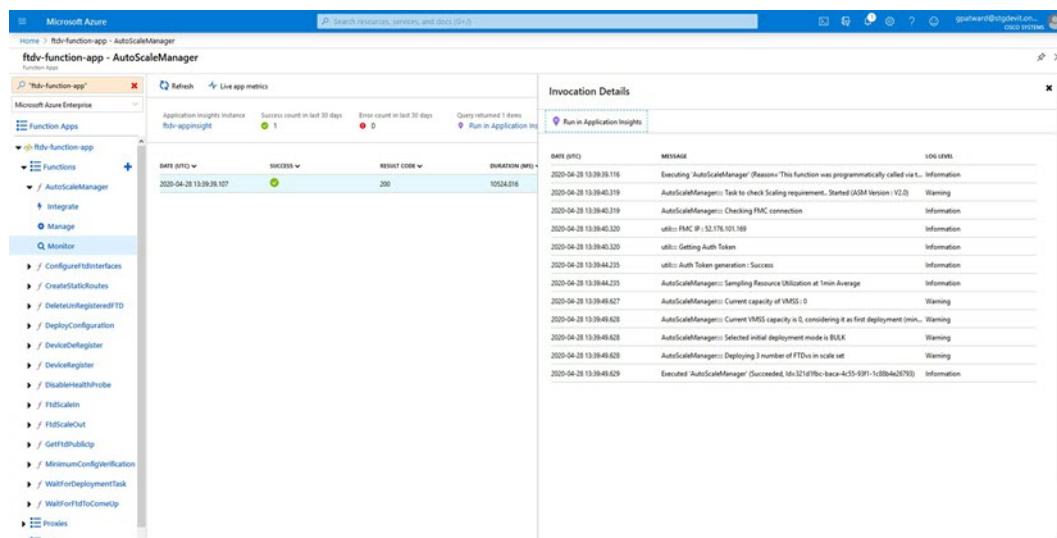 Microsoft Azure
Search resources, services, and docs (G+/)
gpatward@stgdevit.on...
CISCO SYSTEMS
Home > ftdv-function-app - AutoScaleManager
ftdv-function-app - AutoScaleManager
Function Apps
"ftdv-function-app"
Microsoft Azure Enterprise
Function Apps
ftdv-function-app
Functions
AutoScaleManager
Integrate
Manage
Monitor
ConfigureFtdInterfaces
CreateStaticRoutes
DeleteUnRegisteredFTD
DeployConfiguration
DeviceDeRegister
DeviceRegister
DisableHealthProbe
FtdScaleIn
FtdScaleOut
GetFtdPublicIp
MinimumConfigVerification
WaitForDeploymentTask
WaitForFtdToComeUp
Proxies
Refresh Live app metrics
Application Insights Instance Success count in last 30 days Error count in last 30 days Query returned 1 items
ftdv-appinsight 1 0 Run in Application Ins
DATE (UTC) SUCCESS RESULT CODE DURATION (MS)
2020-04-28 13:39:39.107 200 10524.016
Invocation Details
Run in Application Insights
DATE (UTC) MESSAGE LOG LEVEL
2020-04-28 13:39:39.116 Executing 'AutoScaleManager' (Reason='This function was programmatically called via t... Information
2020-04-28 13:39:40.319 AutoScaleManager::: Task to check Scaling requirement.. Started (ASM Version : V2.0) Warning
2020-04-28 13:39:40.319 AutoScaleManager::: Checking FMC connection Information
2020-04-28 13:39:40.320 util::: FMC IP : 52.176.101.169 Information
2020-04-28 13:39:40.320 util::: Getting Auth Token Information
2020-04-28 13:39:44.235 util::: Auth Token generation : Success Information
2020-04-28 13:39:44.235 AutoScaleManager::: Sampling Resource Utilization at 1min Average Information
2020-04-28 13:39:49.627 AutoScaleManager::: Current capacity of VMSS : 0 Warning
2020-04-28 13:39:49.628 AutoScaleManager::: Current VMSS capacity is 0, considering it as first deployment (min... Warning
2020-04-28 13:39:49.628 AutoScaleManager::: Selected initial deployment mode is BULK Warning
2020-04-28 13:39:49.628 AutoScaleManager::: Deploying 3 number of FTDvs in scale set Warning
2020-04-28 13:39:49.629 Executed 'AutoScaleManager' (Succeeded, Id=321d1fbc-baca-4c55-93f1-1c88b4e26793) Information